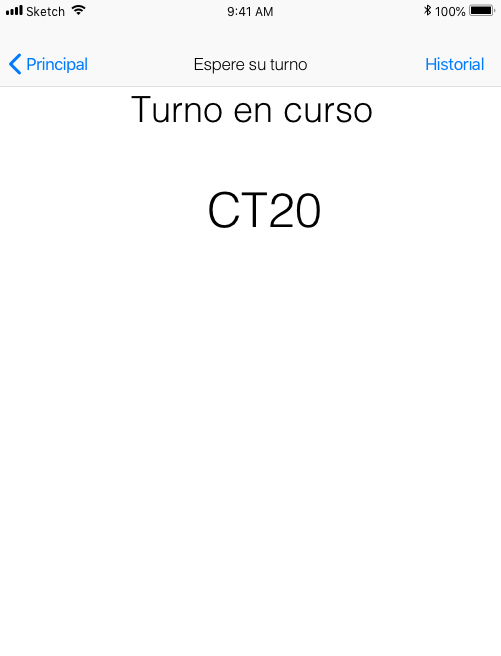 Sketch 9:41 AM 100%
Principal Espere su turno Historial
Turno en curso
CT20